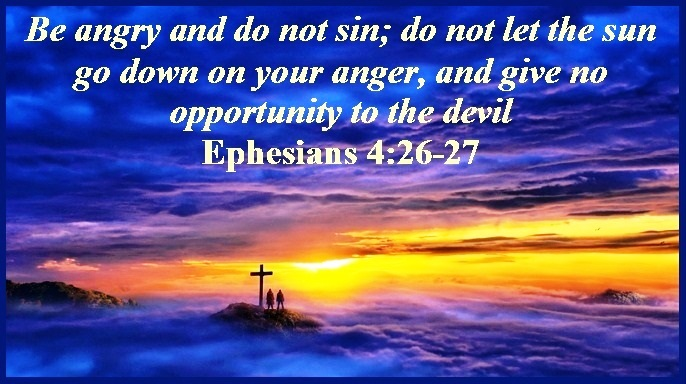 Be angry and do not sin; do not let the sun
go down on your anger, and give no
opportunity to the devil
Ephesians 4:26-27